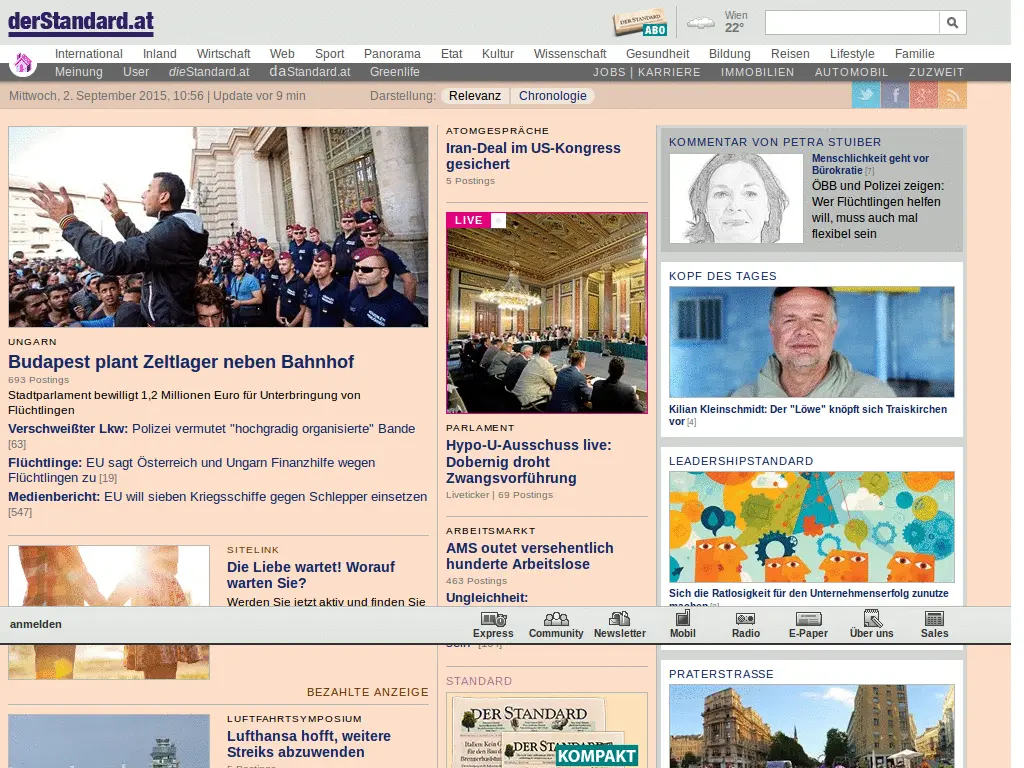 derStandard.at
DER STANDARD
ABO
Wien
22°
International Inland Wirtschaft Web Sport Panorama Etat Kultur Wissenschaft Gesundheit Bildung Reisen Lifestyle Familie
Meinung User dieStandard.at daStandard.at Greenlife JOBS | KARRIERE IMMOBILIEN AUTOMOBIL ZUZWEIT
Mittwoch, 2. September 2015, 10:56 | Update vor 9 min Darstellung: Relevanz Chronologie
UNGARN
Budapest plant Zeltlager neben Bahnhof
693 Postings
Stadtparlament bewilligt 1,2 Millionen Euro für Unterbringung von
Flüchtlingen
Verschweißter Lkw: Polizei vermutet "hochgradig organisierte" Bande
[63]
Flüchtlinge: EU sagt Österreich und Ungarn Finanzhilfe wegen
Flüchtlingen zu [19]
Medienbericht: EU will sieben Kriegsschiffe gegen Schlepper einsetzen
[547]
SITELINK
Die Liebe wartet! Worauf
warten Sie?
Werden Sie jetzt aktiv und finden Sie
BEZAHLTE ANZEIGE
LUFTFAHRTSYMPOSIUM
Lufthansa hofft, weitere
Streiks abzuwenden
5 Postings
ATOMGESPRÄCHE
Iran-Deal im US-Kongress
gesichert
5 Postings
LIVE
PARLAMENT
Hypo-U-Ausschuss live:
Dobernig droht
Zwangsvorführung
Liveticker | 69 Postings
ARBEITSMARKT
AMS outet versehentlich
hunderte Arbeitslose
463 Postings
Ungleichheit:
STANDARD
DER STANDARD
DER STANDARD
KOMPAKT
KOMMENTAR VON PETRA STUIBER
Menschlichkeit geht vor
Bürokratie [7]
ÖBB und Polizei zeigen:
Wer Flüchtlingen helfen
will, muss auch mal
flexibel sein
KOPF DES TAGES
Kilian Kleinschmidt: Der "Löwe" knöpft sich Traiskirchen
vor [4]
LEADERSHIPSTANDARD
Sich die Ratlosigkeit für den Unternehmenserfolg zunutze
machen
PRATERSTRASSE
anmelden Express Community Newsletter Mobil Radio E-Paper Über uns Sales